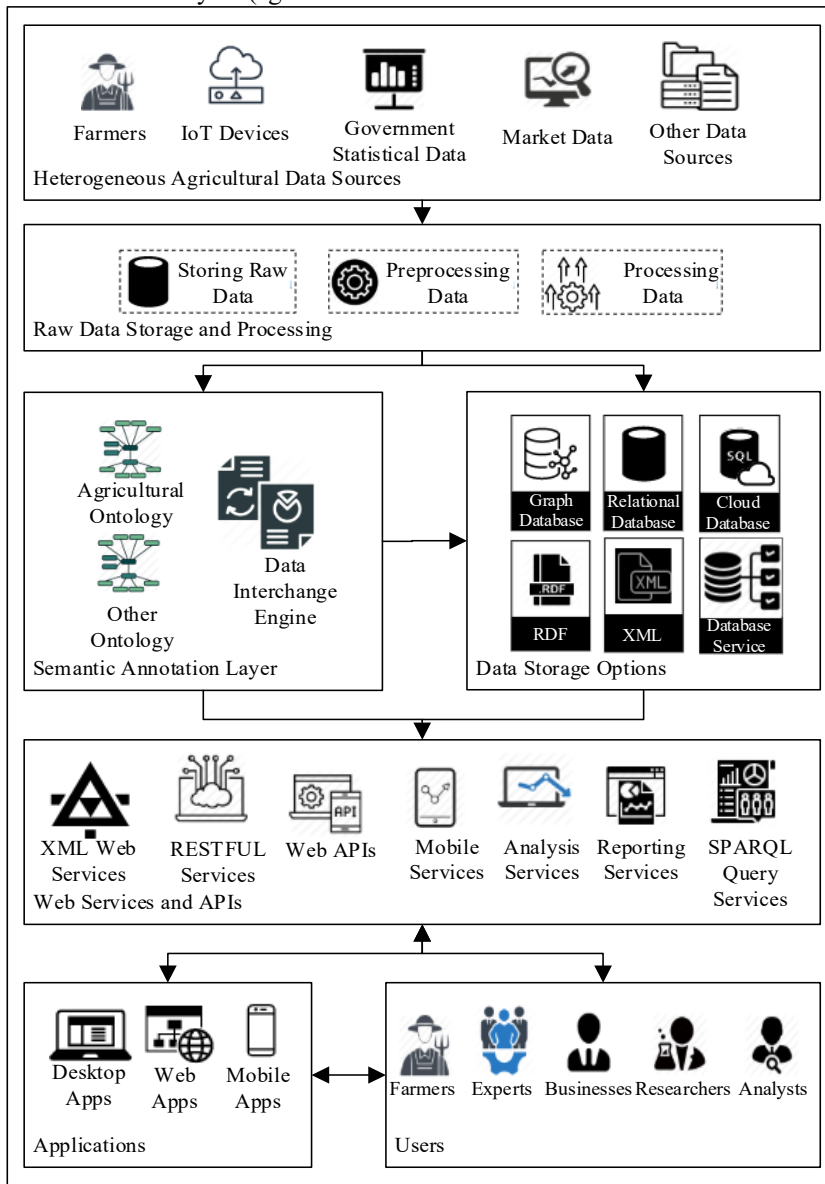 Farmers
IoT Devices
Government
Statistical Data
Market Data
Other Data
Sources
Heterogeneous Agricultural Data Sources
Storing Raw
Data
Preprocessing
Data
Processing
Data
Raw Data Storage and Processing
Agricultural
Ontology
Other
Ontology
Data
Interchange
Engine
Semantic Annotation Layer
Graph
Database
Relational
Database
SQL
Cloud
Database
.RDF
RDF
XML
XML
Database
Service
Data Storage Options
XML Web
Services
RESTFUL
Services
API
Web APIs
Mobile
Services
Analysis
Services
Reporting
Services
SPARQL
Query
Services
Web Services and APIs
Desktop
Apps
Web
Apps
Mobile
Apps
Applications
Farmers
Experts
Businesses
Researchers
Analysts
Users